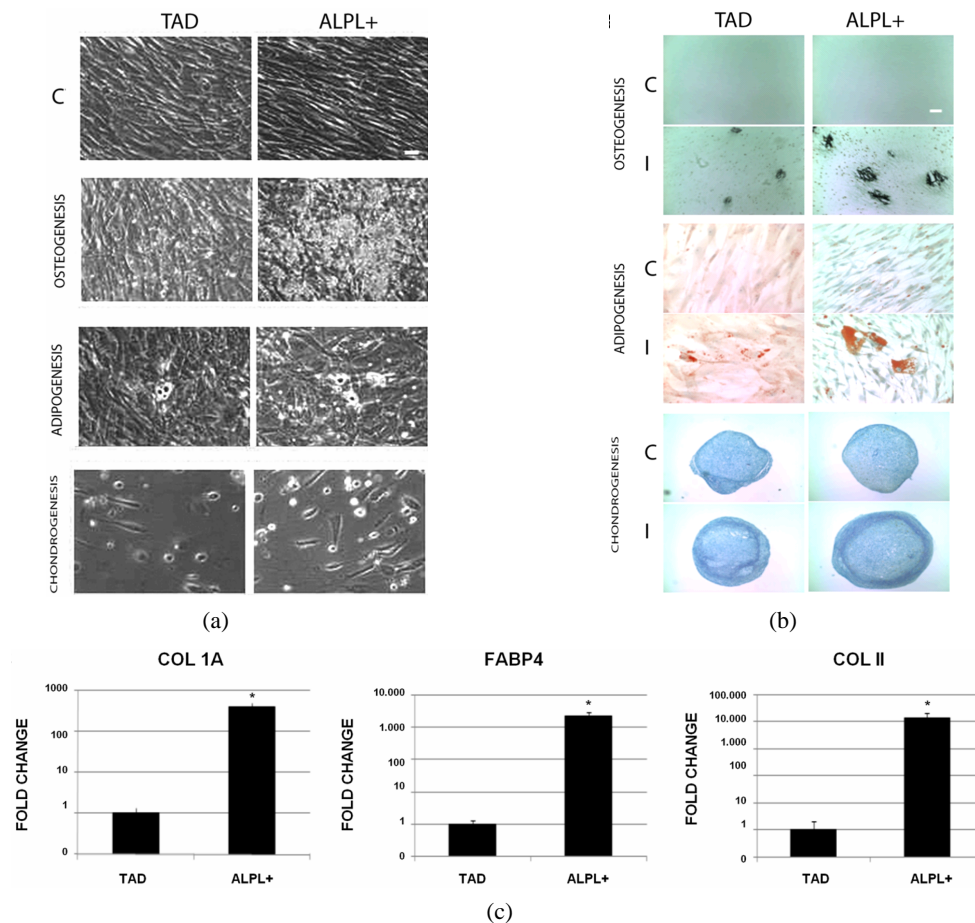 TAD ALPL+
C
OSTEOGENESIS
ADIPOGENESIS
CHONDROGENESIS
(a)
TAD ALPL+
OSTEOGENESIS
C
I
ADIPOGENESIS
C
I
CHONDROGENESIS
C
I
(b)
COL 1A
FOLD CHANGE
1000
100
10
1
0
*
TAD ALPL+
FABP4
FOLD CHANGE
10.000
1.000
100
10
1
0
*
TAD ALPL+
COL II
FOLD CHANGE
100.000
10.000
1.000
100
10
1
0
*
TAD ALPL+
(c)